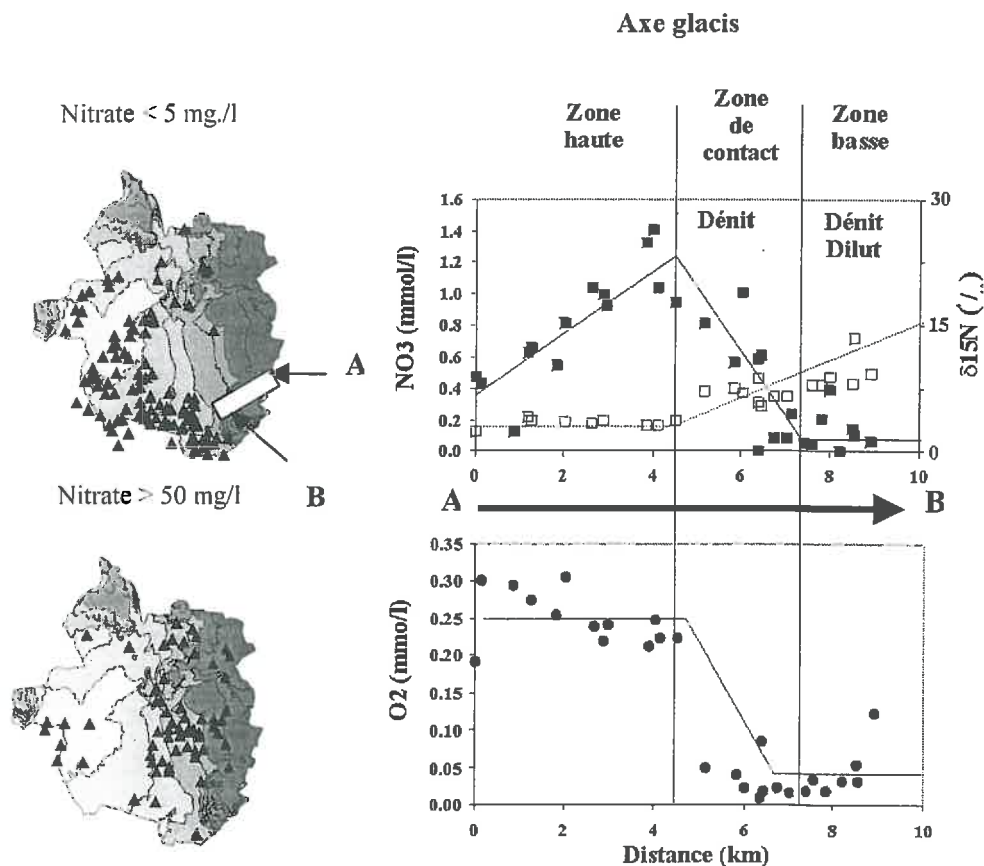 Axe glacis
Nitrate < 5 mg./l
A
B
Nitrate > 50 mg/l
Zone
haute
Zone
de
contact
Zone
basse
1.6
1.4
1.2
1.0
0.8
0.6
0.4
0.2
0.0
NO3 (mmol/l)
Dénit
Dénit
Dilut
30
15
0
δ15N (°/..)
0
2
4
6
8
10
A
B
0.35
0.30
0.25
0.20
0.15
0.10
0.05
0.00
O2 (mmo/l)
0
2
4
6
8
10
Distance (km)